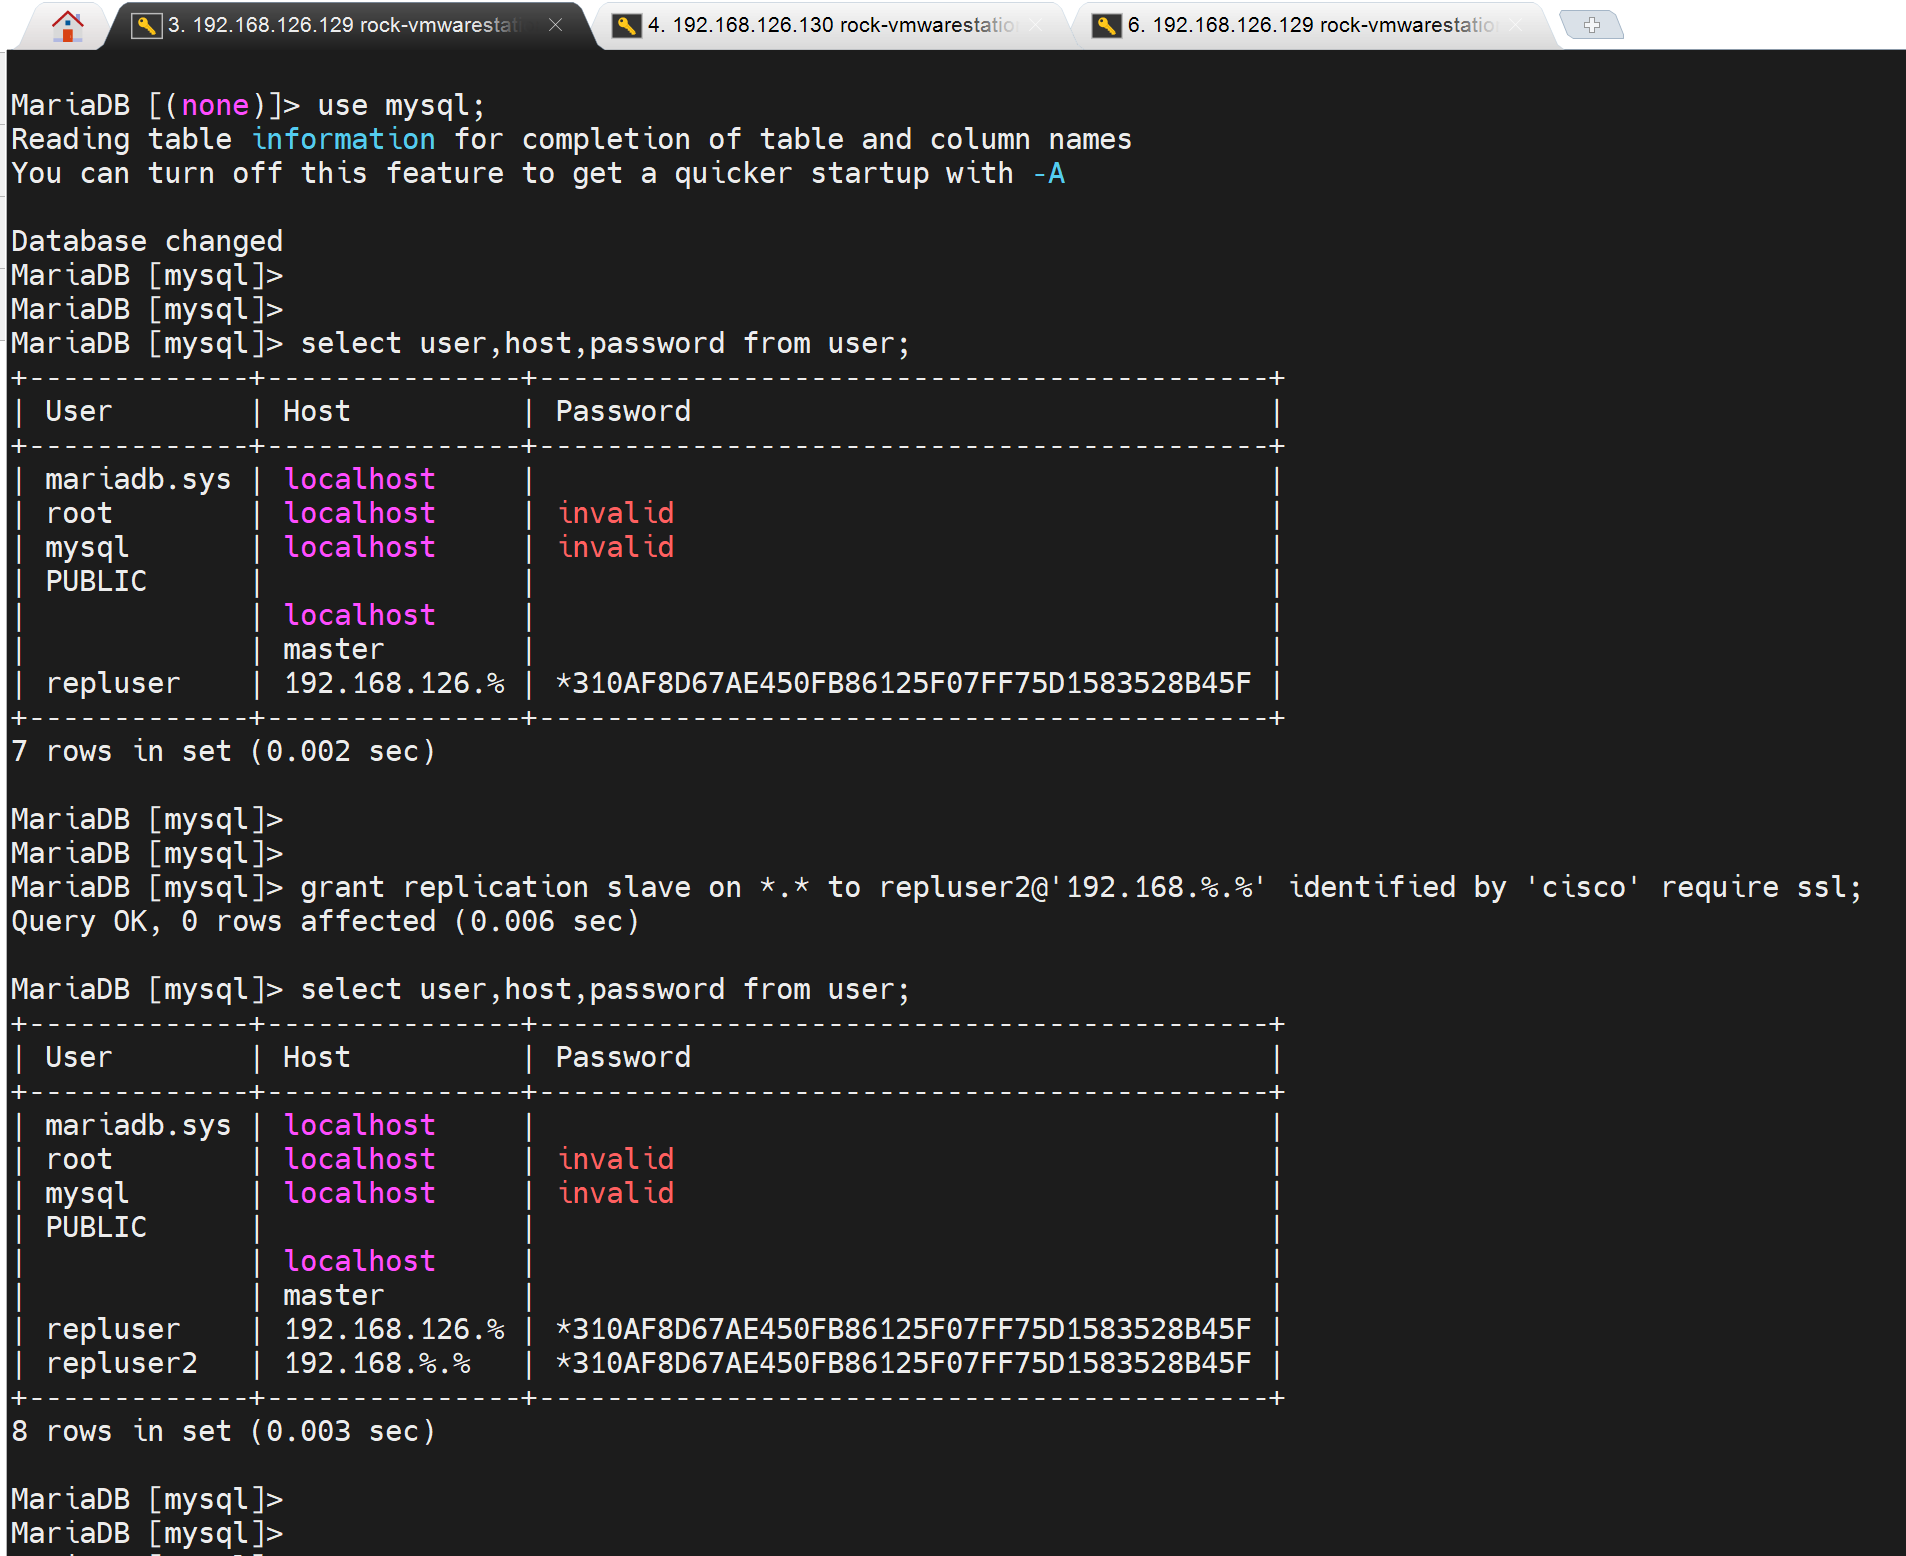 3. 192.168.126.129 rock-vmwarestat
4. 192.168.126.130 rock-vmwarestatio
6. 192.168.126.129 rock-vmwarestatio
MariaDB [(none)]> use mysql;
Reading table information for completion of table and column names
You can turn off this feature to get a quicker startup with -A
Database changed
MariaDB [mysql]>
MariaDB [mysql]>
MariaDB [mysql]> select user,host,password from user;
+-------------+---------------+-------------------------------------------+
| User        | Host          | Password                                  |
+-------------+---------------+-------------------------------------------+
| mariadb.sys | localhost     |                                           |
| root        | localhost     | invalid                                   |
| mysql       | localhost     | invalid                                   |
| PUBLIC      |               |                                           |
|             | localhost     |                                           |
|             | master        |                                           |
| repluser    | 192.168.126.% | *310AF8D67AE450FB86125F07FF75D1583528B45F |
+-------------+---------------+-------------------------------------------+
7 rows in set (0.002 sec)
MariaDB [mysql]>
MariaDB [mysql]>
MariaDB [mysql]> grant replication slave on *.* to repluser2@'192.168.%.%' identified by 'cisco' require ssl;
Query OK, 0 rows affected (0.006 sec)
MariaDB [mysql]> select user,host,password from user;
+-------------+---------------+-------------------------------------------+
| User        | Host          | Password                                  |
+-------------+---------------+-------------------------------------------+
| mariadb.sys | localhost     |                                           |
| root        | localhost     | invalid                                   |
| mysql       | localhost     | invalid                                   |
| PUBLIC      |               |                                           |
|             | localhost     |                                           |
|             | master        |                                           |
| repluser    | 192.168.126.% | *310AF8D67AE450FB86125F07FF75D1583528B45F |
| repluser2   | 192.168.%.%   | *310AF8D67AE450FB86125F07FF75D1583528B45F |
+-------------+---------------+-------------------------------------------+
8 rows in set (0.003 sec)
MariaDB [mysql]>
MariaDB [mysql]>